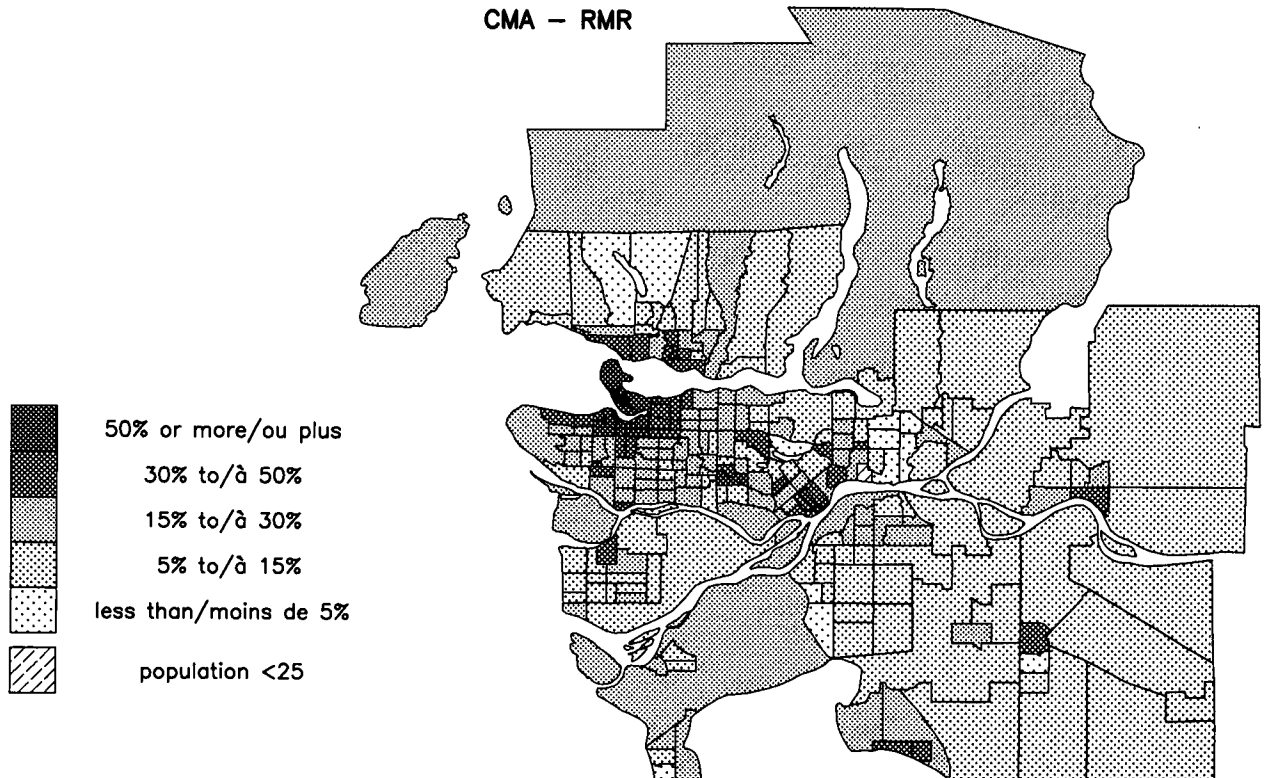 CMA – RMR
50% or more/ou plus
30% to/à 50%
15% to/à 30%
5% to/à 15%
less than/moins de 5%
population <25